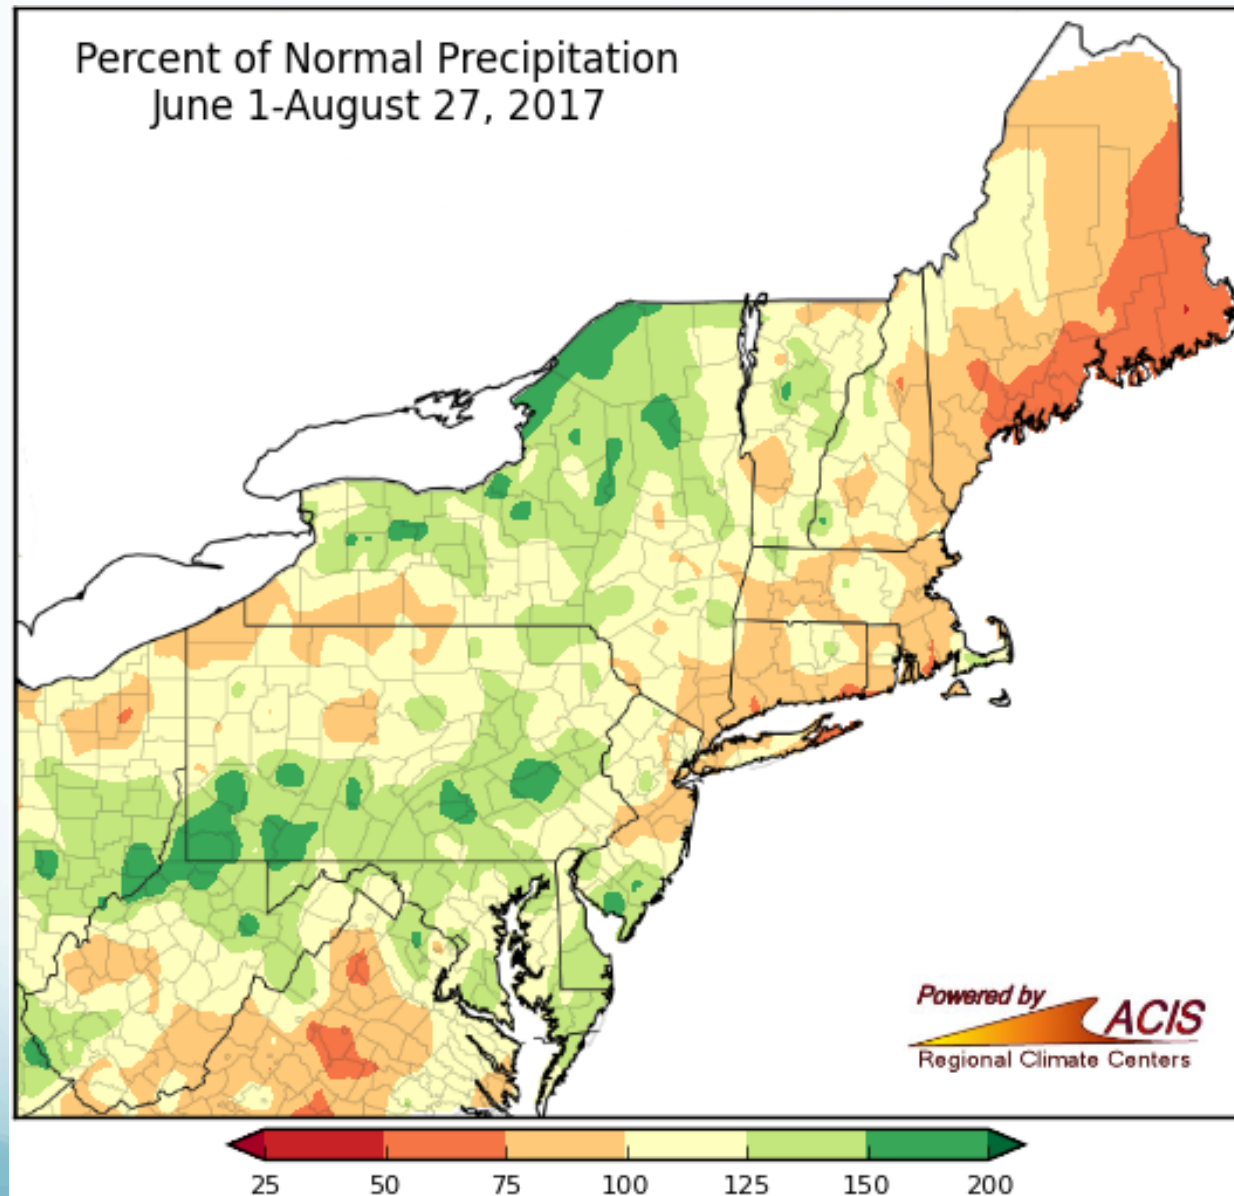 Percent of Normal Precipitation
June 1-August 27, 2017
Powered by
ACIS
Regional Climate Centers
25 50 75 100 125 150 200